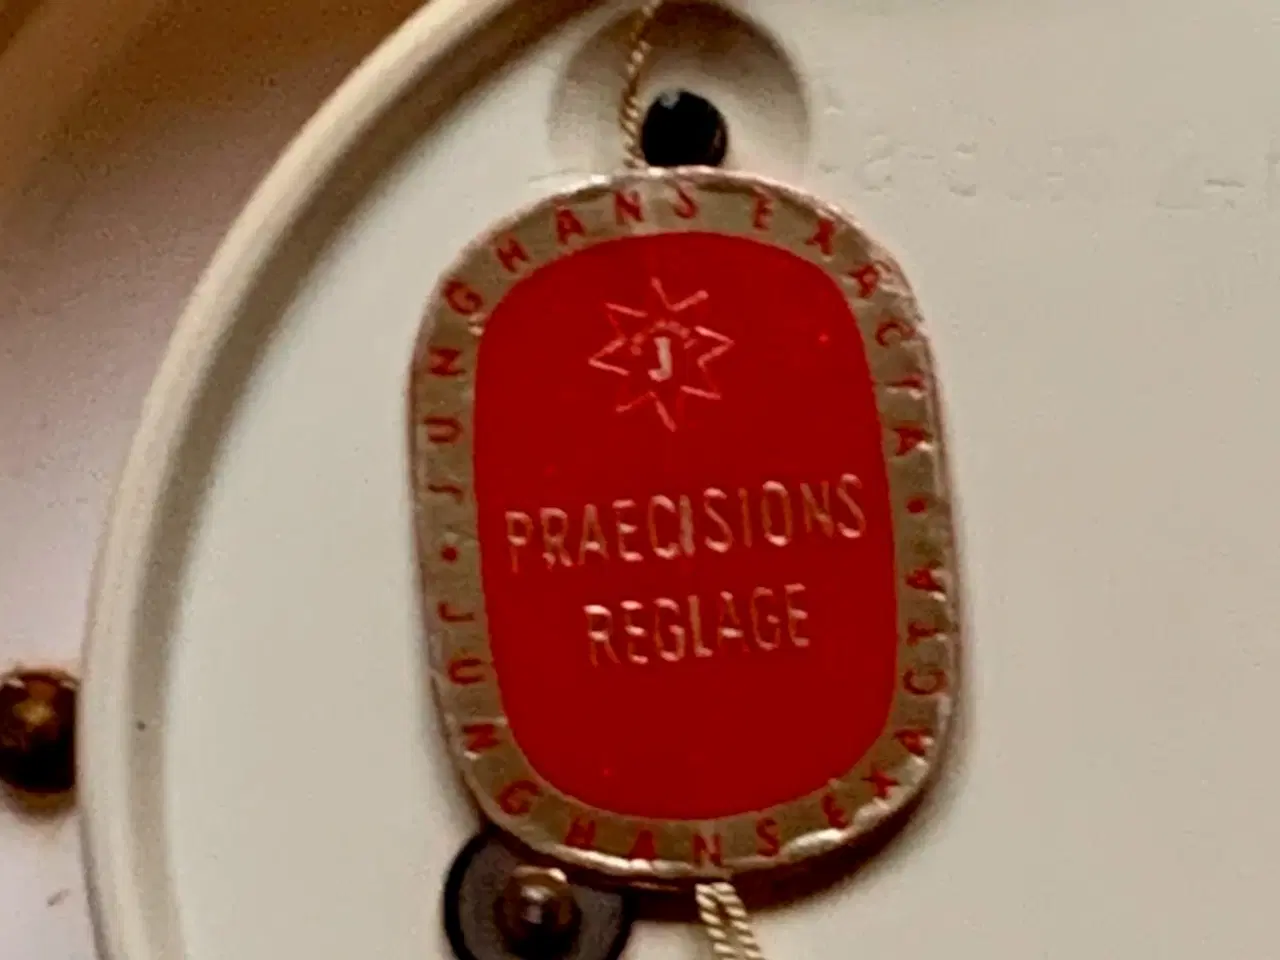 JUNGHANS EXACTA •
J
PRAECISIONS
REGLAGE
JUNGHANS EXACTA •